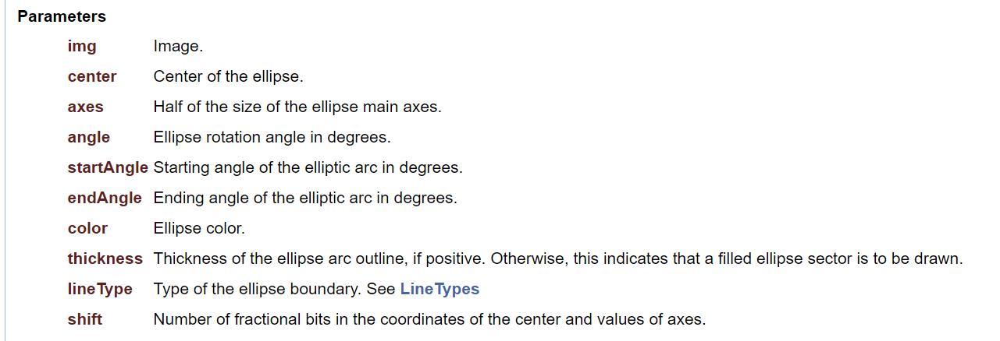 Parameters
img Image.
center Center of the ellipse.
axes Half of the size of the ellipse main axes.
angle Ellipse rotation angle in degrees.
startAngle Starting angle of the elliptic arc in degrees.
endAngle Ending angle of the elliptic arc in degrees.
color Ellipse color.
thickness Thickness of the ellipse arc outline, if positive. Otherwise, this indicates that a filled ellipse sector is to be drawn.
lineType Type of the ellipse boundary. See LineTypes
shift Number of fractional bits in the coordinates of the center and values of axes.